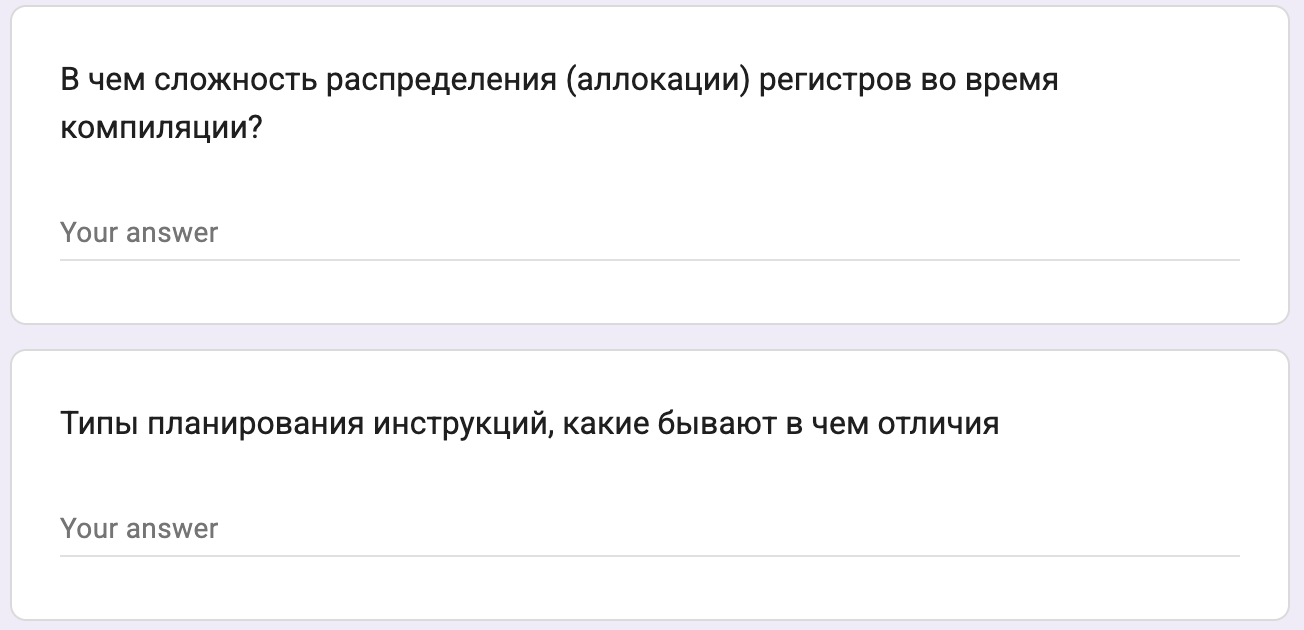 В чем сложность распределения (аллокации) регистров во время
компиляции?
Your answer
Типы планирования инструкций, какие бывают в чем отличия
Your answer